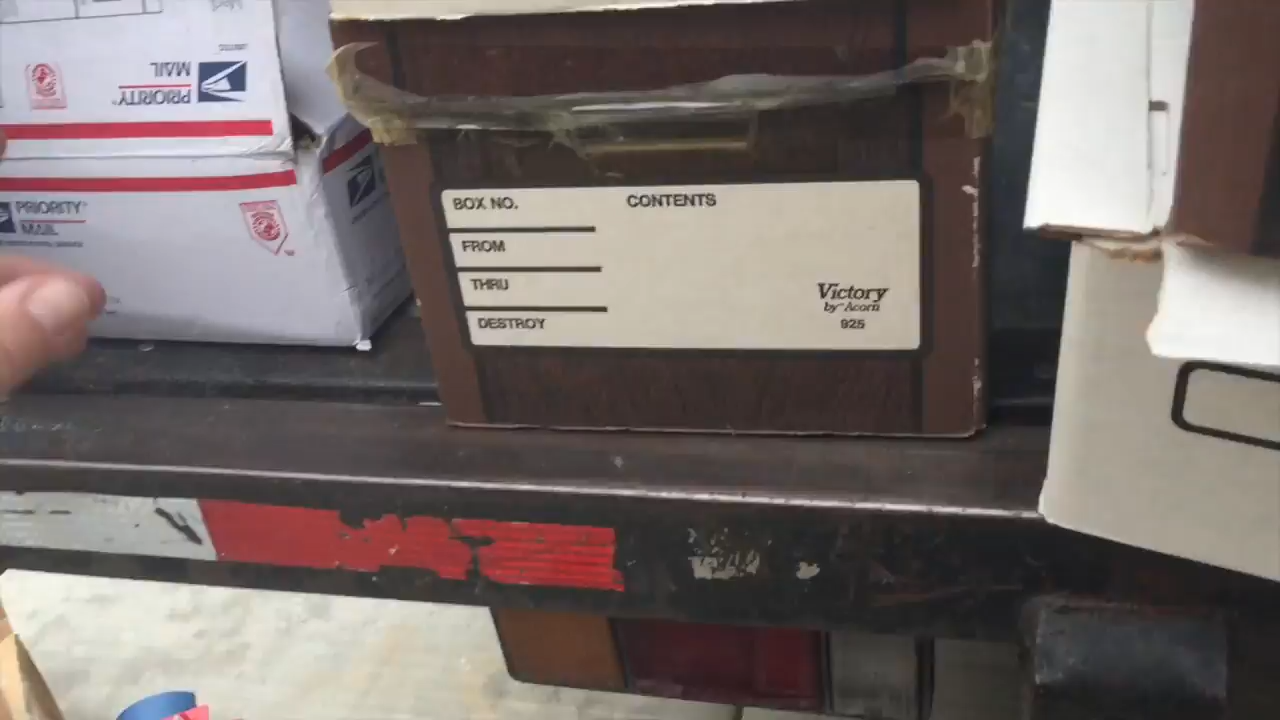 PRIORITY
MAIL
PRIORITY
MAIL
BOX NO.
CONTENTS
FROM
THRU
DESTROY
Victory
by Acorn
925